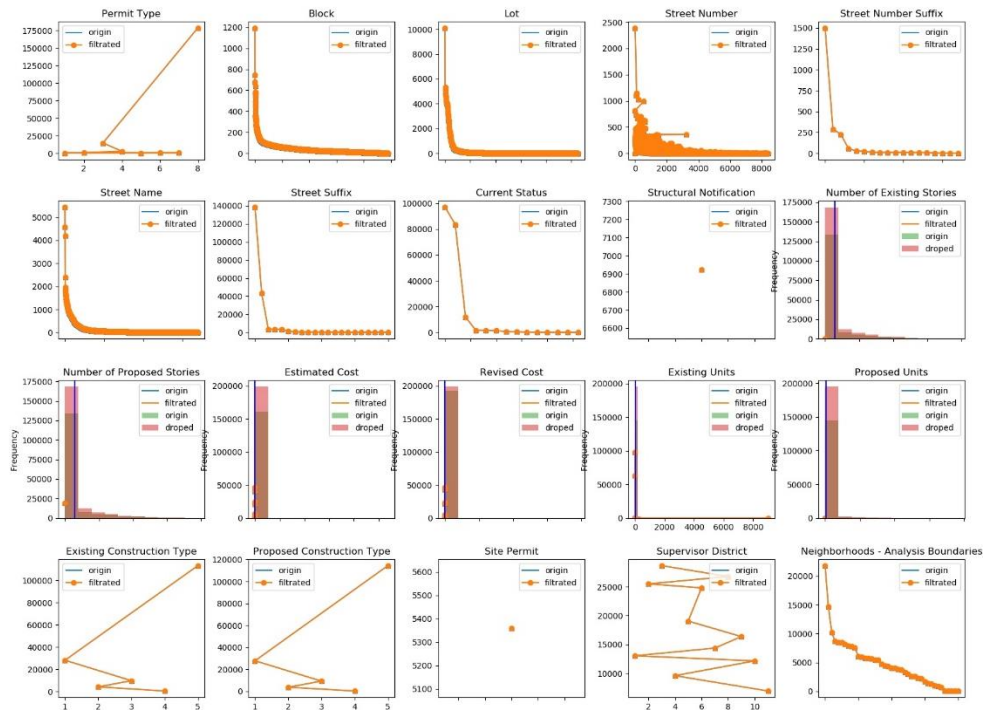 Permit Type
175000
150000
125000
100000
75000
50000
25000
0
2
4
6
8
origin
filtrated
Block
1200
1000
800
600
400
200
0
origin
filtrated
Lot
10000
8000
6000
4000
2000
0
origin
filtrated
Street Number
2500
2000
1500
1000
500
0
0
2000
4000
6000
8000
origin
filtrated
Street Number Suffix
1500
1250
1000
750
500
250
0
origin
filtrated
Street Name
5000
4000
3000
2000
1000
0
origin
filtrated
Street Suffix
140000
120000
100000
80000
60000
40000
20000
0
origin
filtrated
Current Status
100000
80000
60000
40000
20000
0
origin
filtrated
Structural Notification
7300
7200
7100
7000
6900
6800
6700
6600
origin
filtrated
Number of Existing Stories
Frequency
175000
150000
125000
100000
75000
50000
25000
0
origin
filtrated
origin
droped
Number of Proposed Stories
175000
150000
125000
100000
75000
50000
25000
0
origin
filtrated
origin
droped
Estimated Cost
Frequency
200000
150000
100000
50000
0
origin
filtrated
origin
droped
Revised Cost
Frequency
200000
150000
100000
50000
0
origin
filtrated
origin
droped
Existing Units
Frequency
200000
150000
100000
50000
0
0
2000
4000
6000
8000
origin
filtrated
origin
droped
Proposed Units
Frequency
200000
150000
100000
50000
0
origin
filtrated
origin
droped
Existing Construction Type
100000
80000
60000
40000
20000
0
1
2
3
4
5
origin
filtrated
Proposed Construction Type
120000
100000
80000
60000
40000
20000
0
1
2
3
4
5
origin
filtrated
Site Permit
5600
5500
5400
5300
5200
5100
origin
filtrated
Supervisor District
25000
20000
15000
10000
2
4
6
8
10
origin
filtrated
Neighborhoods - Analysis Boundaries
20000
15000
10000
5000
0
origin
filtrated